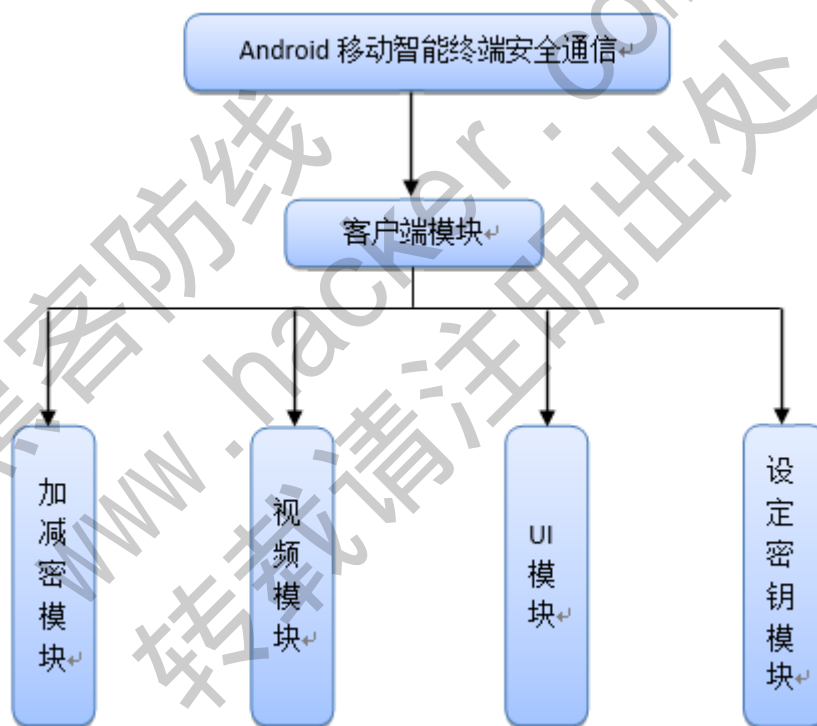 Android 移动智能终端安全通信
客户端模块
加
减
密
模
块
视
频
模
块
UI
模
块
设
定
密
钥
模
块
黑客防线
www.hacker.com
转载请注明出处